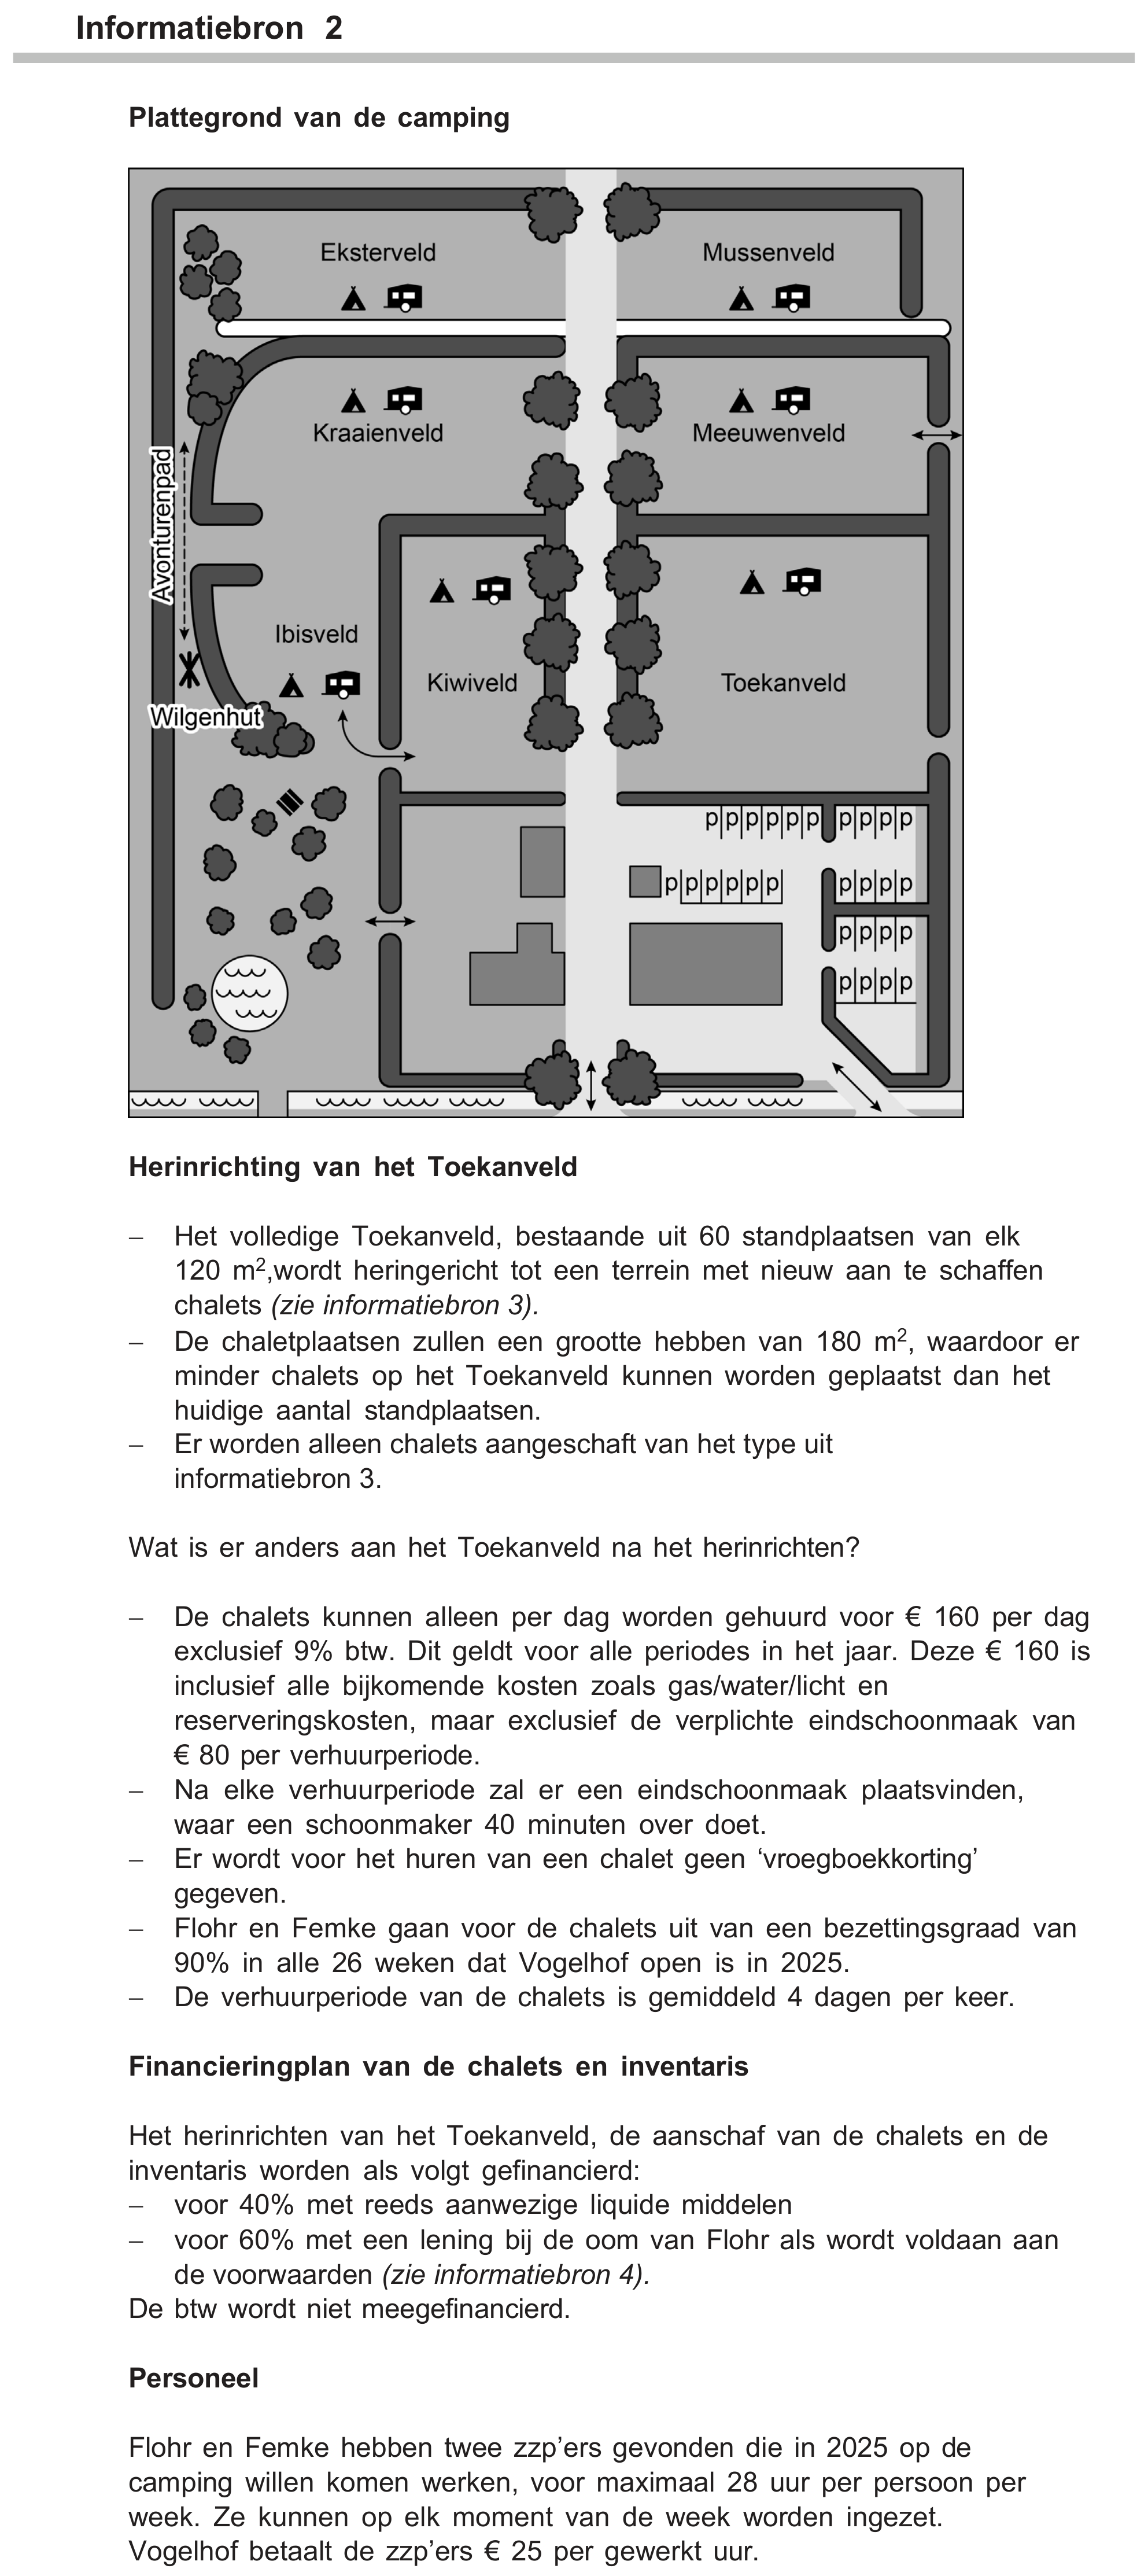 Informatiebron 2
Plattegrond van de camping
Eksterveld
Mussenveld
Kraaienveld
Meeuwenveld
Avonturenpad
Ibisveld
Kiwiveld
Toekanveld
Wilgenhut
p p p p p p p p p p
p p p p p p p p p p
p p p p
p p p p
Herinrichting van het Toekanveld
– Het volledige Toekanveld, bestaande uit 60 standplaatsen van elk
120 m²,wordt heringericht tot een terrein met nieuw aan te schaffen
chalets (zie informatiebron 3).
– De chaletplaatsen zullen een grootte hebben van 180 m², waardoor er
minder chalets op het Toekanveld kunnen worden geplaatst dan het
huidige aantal standplaatsen.
– Er worden alleen chalets aangeschaft van het type uit
informatiebron 3.
Wat is er anders aan het Toekanveld na het herinrichten?
– De chalets kunnen alleen per dag worden gehuurd voor € 160 per dag
exclusief 9% btw. Dit geldt voor alle periodes in het jaar. Deze € 160 is
inclusief alle bijkomende kosten zoals gas/water/licht en
reserveringskosten, maar exclusief de verplichte eindschoonmaak van
€ 80 per verhuurperiode.
– Na elke verhuurperiode zal er een eindschoonmaak plaatsvinden,
waar een schoonmaker 40 minuten over doet.
– Er wordt voor het huren van een chalet geen ‘vroegboekkorting’
gegeven.
– Flohr en Femke gaan voor de chalets uit van een bezettingsgraad van
90% in alle 26 weken dat Vogelhof open is in 2025.
– De verhuurperiode van de chalets is gemiddeld 4 dagen per keer.
Financieringplan van de chalets en inventaris
Het herinrichten van het Toekanveld, de aanschaf van de chalets en de
inventaris worden als volgt gefinancierd:
– voor 40% met reeds aanwezige liquide middelen
– voor 60% met een lening bij de oom van Flohr als wordt voldaan aan
de voorwaarden (zie informatiebron 4).
De btw wordt niet meegefinancierd.
Personeel
Flohr en Femke hebben twee zzp’ers gevonden die in 2025 op de
camping willen komen werken, voor maximaal 28 uur per persoon per
week. Ze kunnen op elk moment van de week worden ingezet.
Vogelhof betaalt de zzp’ers € 25 per gewerkt uur.